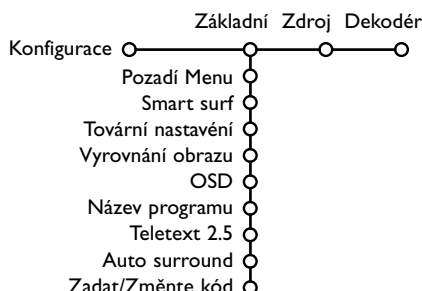 Základní Zdroj Dekodér
Konfigurace
Pozadí Menu
Smart surf
Tovární nastavéní
Vyrovnání obrazu
OSD
Název programu
Teletext 2.5
Auto surround
Zadat/Změnte kód